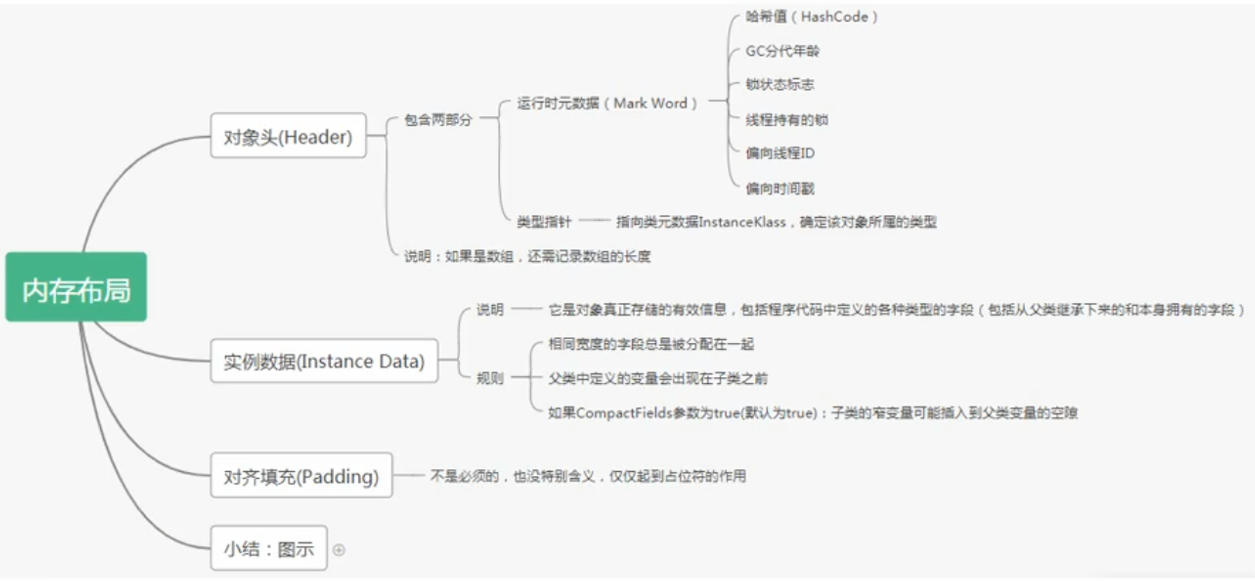 内存布局
对象头(Header)
包含两部分
运行时元数据（Mark Word）
哈希值（HashCode）
GC分代年龄
锁状态标志
线程持有的锁
偏向线程ID
偏向时间戳
类型指针
指向类元数据InstanceKlass，确定该对象所属的类型
说明：如果是数组，还需记录数组的长度
实例数据(Instance Data)
说明
它是对象真正存储的有效信息，包括程序代码中定义的各种类型的字段（包括从父类继承下来的和本身拥有的字段）
规则
相同宽度的字段总是被分配在一起
父类中定义的变量会出现在子类之前
如果CompactFields参数为true(默认为true)：子类的窄变量可能插入到父类变量的空隙
对齐填充(Padding)
不是必须的，也没特别含义，仅仅起到占位符的作用
小结：图示